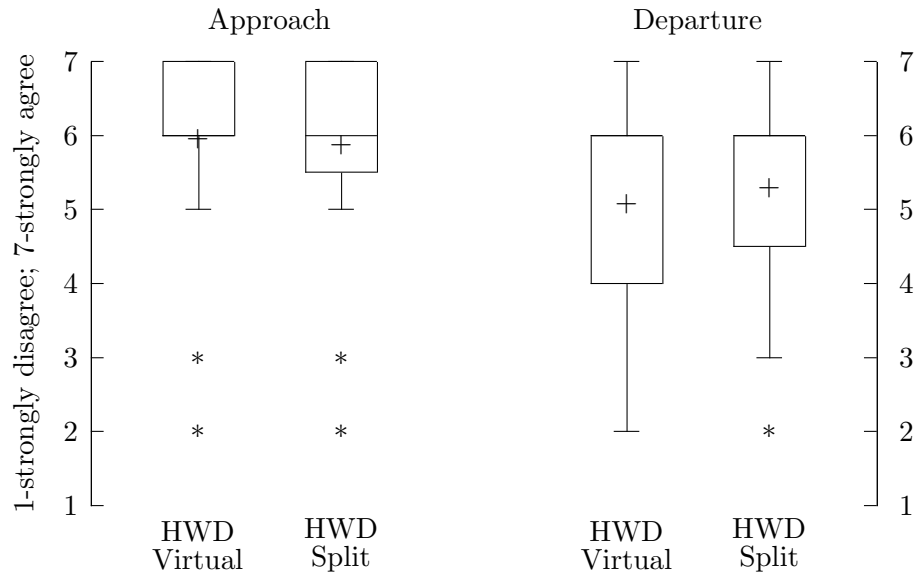 Approach
Departure
1-strongly disagree; 7-strongly agree
7
6
5
4
3
2
1
7
6
5
4
3
2
1
HWD
Virtual
HWD
Split
HWD
Virtual
HWD
Split